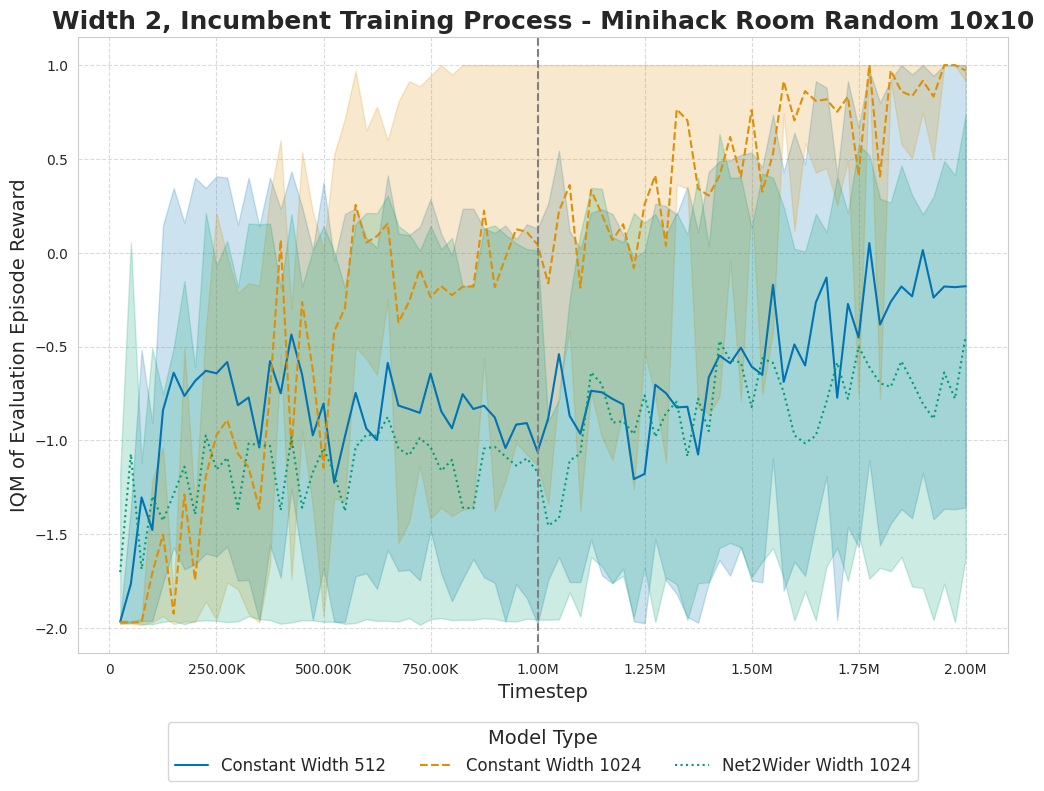 Width 2, Incumbent Training Process - Minihack Room Random 10x10
IQM of Evaluation Episode Reward
1.0
0.5
0.0
−0.5
−1.0
−1.5
−2.0
0 250.00K 500.00K 750.00K 1.00M 1.25M 1.50M 1.75M 2.00M
Timestep
Model Type
Constant Width 512 Constant Width 1024 Net2Wider Width 1024